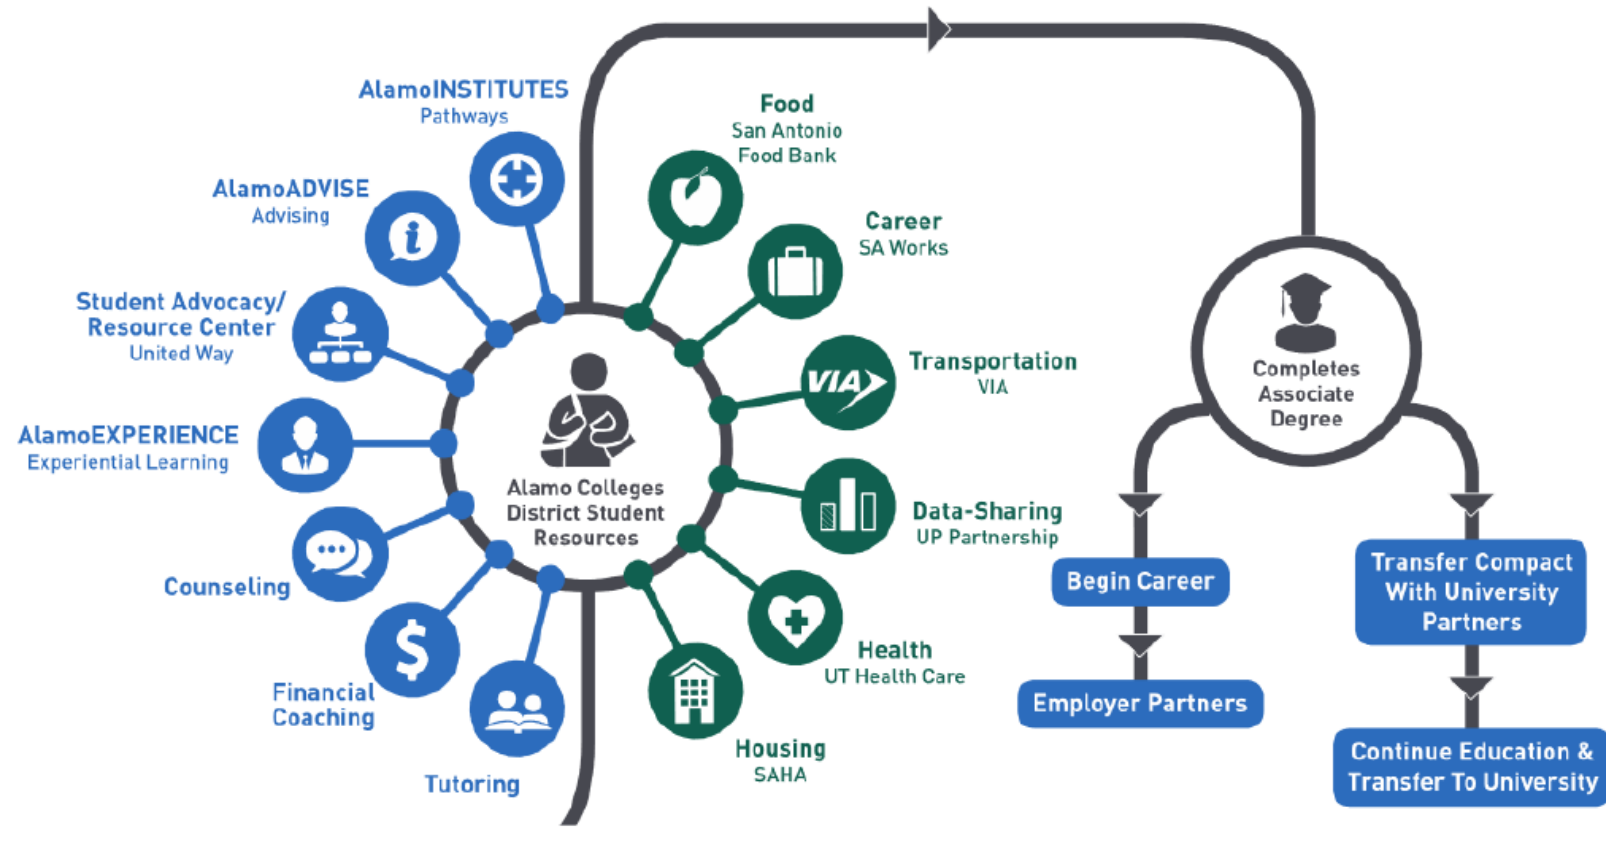 AlamoINSTITUTES
Pathways
AlamoADVISE
Advising
Student Advocacy/
Resource Center
United Way
AlamoEXPERIENCE
Experiential Learning
Counseling
Financial
Coaching
Tutoring
Food
San Antonio
Food Bank
Career
SA Works
VIA
Transportation
VIA
Data-Sharing
UP Partnership
Health
UT Health Care
Housing
SAHA
Alamo Colleges
District Student
Resources
Completes
Associate
Degree
Begin Career
Employer Partners
Transfer Compact
With University
Partners
Continue Education &
Transfer To University